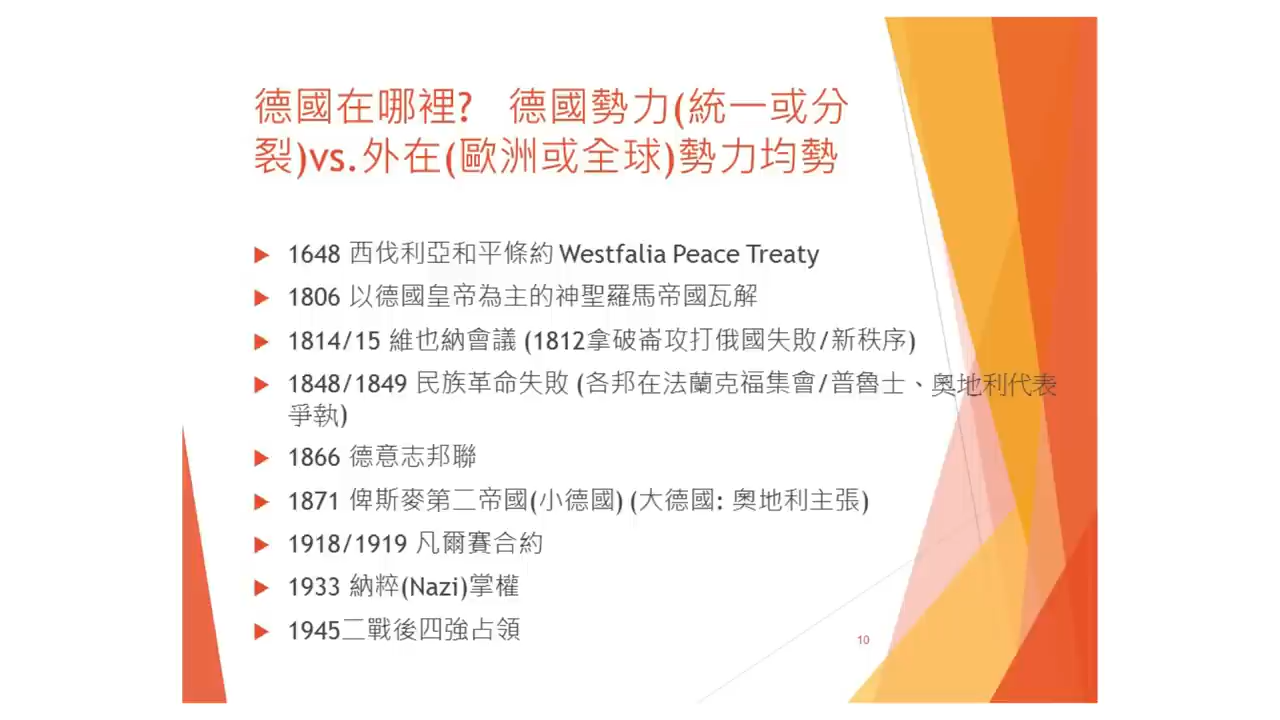 德國在哪裡? 德國勢力(統一或分
裂)vs.外在(歐洲或全球)勢力均勢
1648 西伐利亞和平條約 Westfalia Peace Treaty
1806 以德國皇帝為主的神聖羅馬帝國瓦解
1814/15 維也納會議 (1812拿破崙攻打俄國失敗/新秩序)
1848/1849 民族革命失敗 (各邦在法蘭克福集會/普魯士、奧地利代表
爭執)
1866 德意志邦聯
1871 俾斯麥第二帝國(小德國) (大德國: 奧地利主張)
1918/1919 凡爾賽合約
1933 納粹(Nazi)掌權
1945二戰後四強占領
10